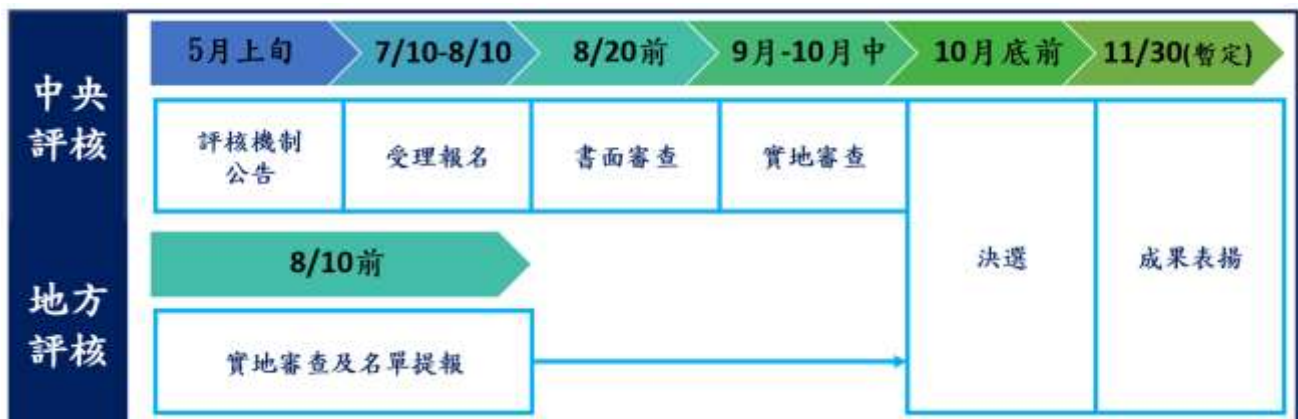 中央
評核
5月上旬
7/10-8/10
8/20前
9月-10月中
10月底前
11/30(暫定)
評核機制
公告
受理報名
書面審查
實地審查
決選
成果表揚
地方
評核
8/10前
實地審查及名單提報